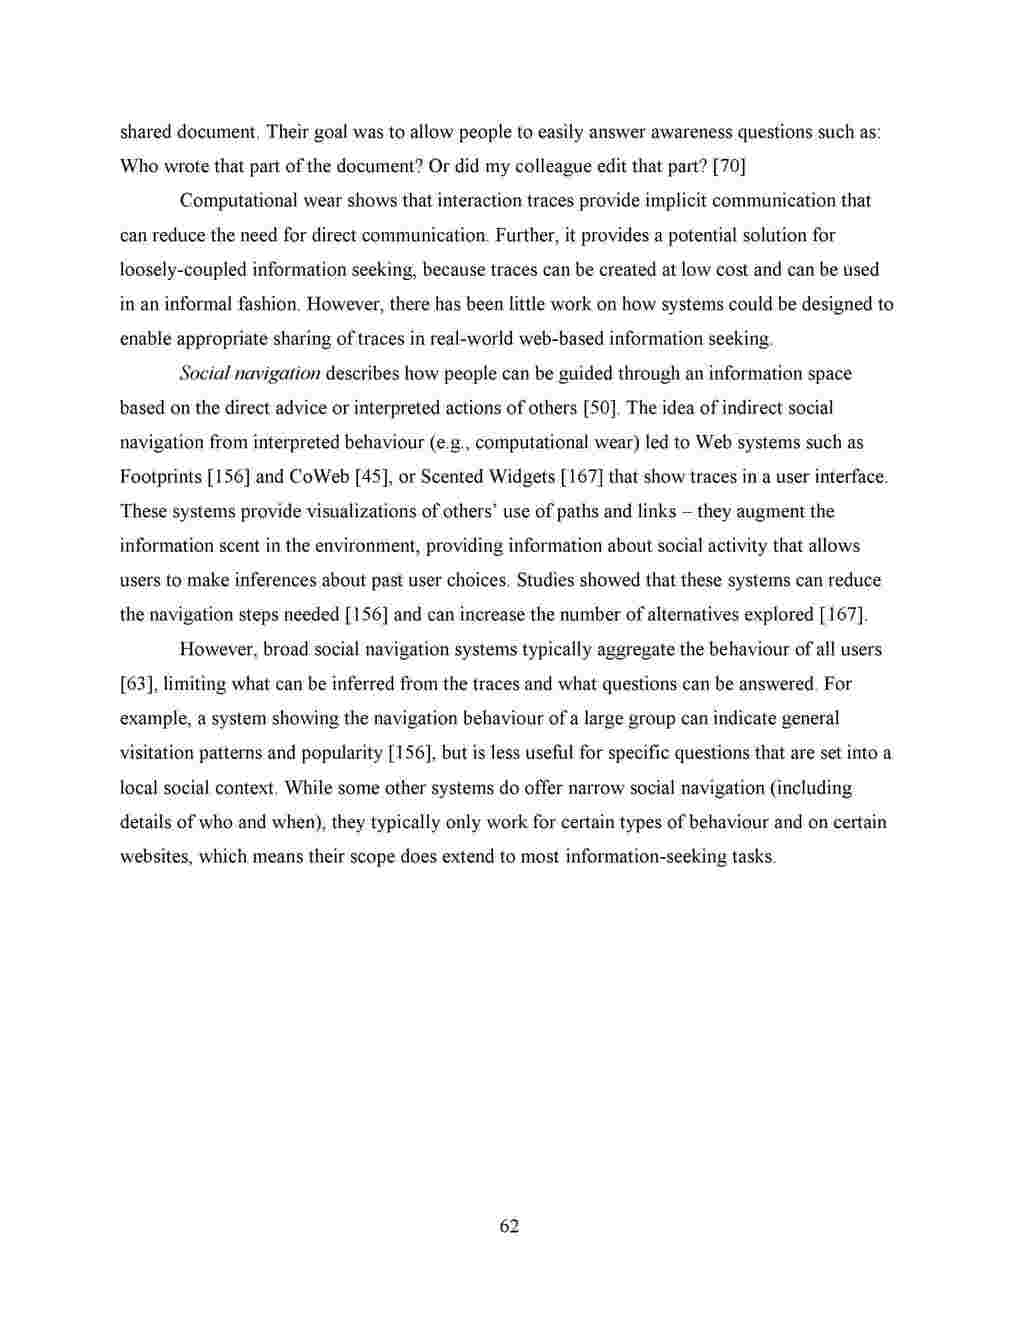 shared document. Their goal was to allow people to easily answer awareness questions such as:
Who wrote that part of the document? Or did my colleague edit that part? [70]
Computational wear shows that interaction traces provide implicit communication that
can reduce the need for direct communication. Further, it provides a potential solution for
loosely-coupled information seeking, because traces can be created at low cost and can be used
in an informal fashion. However, there has been little work on how systems could be designed to
enable appropriate sharing of traces in real-world web-based information seeking.
Social navigation describes how people can be guided through an information space
based on the direct advice or interpreted actions of others [50]. The idea of indirect social
navigation from interpreted behaviour (e.g., computational wear) led to Web systems such as
Footprints [156] and CoWeb [45], or Scented Widgets [167] that show traces in a user interface.
These systems provide visualizations of others’ use of paths and links – they augment the
information scent in the environment, providing information about social activity that allows
users to make inferences about past user choices. Studies showed that these systems can reduce
the navigation steps needed [156] and can increase the number of alternatives explored [167].
However, broad social navigation systems typically aggregate the behaviour of all users
[63], limiting what can be inferred from the traces and what questions can be answered. For
example, a system showing the navigation behaviour of a large group can indicate general
visitation patterns and popularity [156], but is less useful for specific questions that are set into a
local social context. While some other systems do offer narrow social navigation (including
details of who and when), they typically only work for certain types of behaviour and on certain
websites, which means their scope does extend to most information-seeking tasks.
62